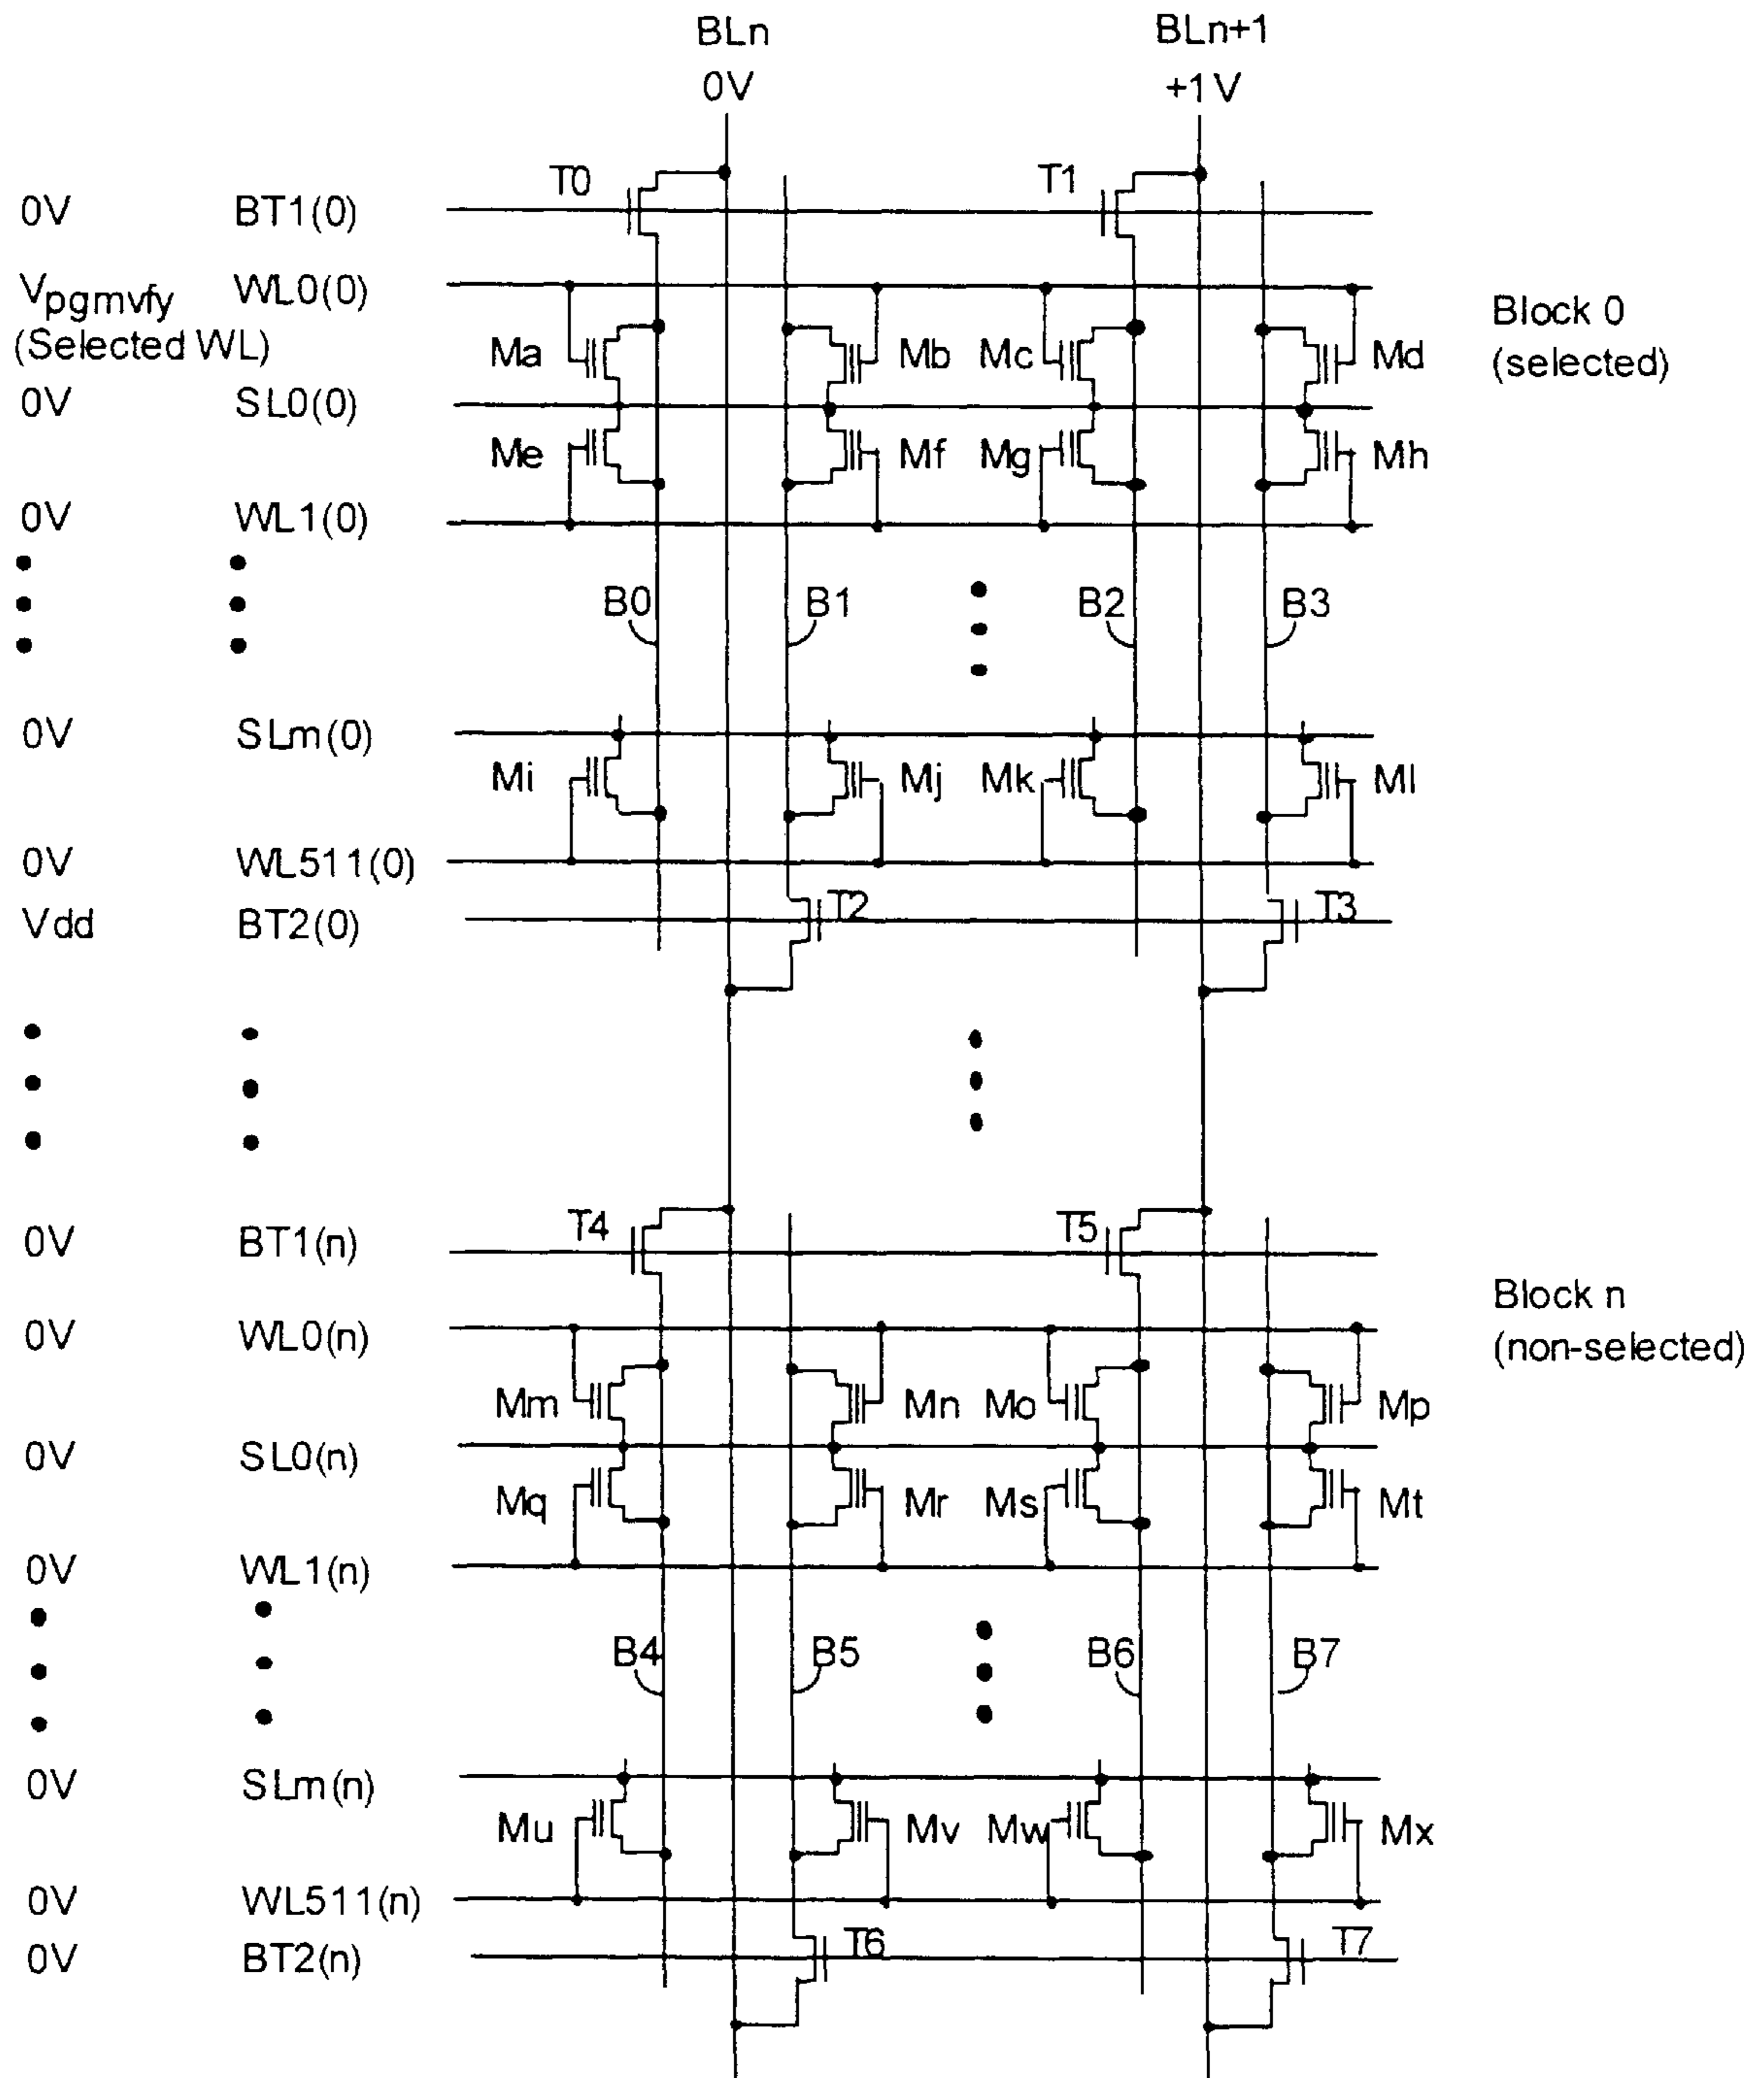 BLn BLn+1
0V +1V
T0 T1
0V BT1(0)
Vpgmvfy WL0(0)
(Selected WL)
Block 0
(selected)
Ma Mb Mc Md
0V SL0(0)
Me Mf Mg Mh
0V WL1(0)
B0 B1 B2 B3
0V SLm(0)
Mi Mj Mk Ml
0V WL511(0)
Vdd BT2(0) T2 T3
T4 T5
0V BT1(n)
Block n
(non-selected)
0V WL0(n)
Mm Mn Mo Mp
0V SL0(n)
Mq Mr Ms Mt
0V WL1(n)
B4 B5 B6 B7
0V SLm(n)
Mu Mv Mw Mx
0V WL511(n)
0V BT2(n) T6 T7